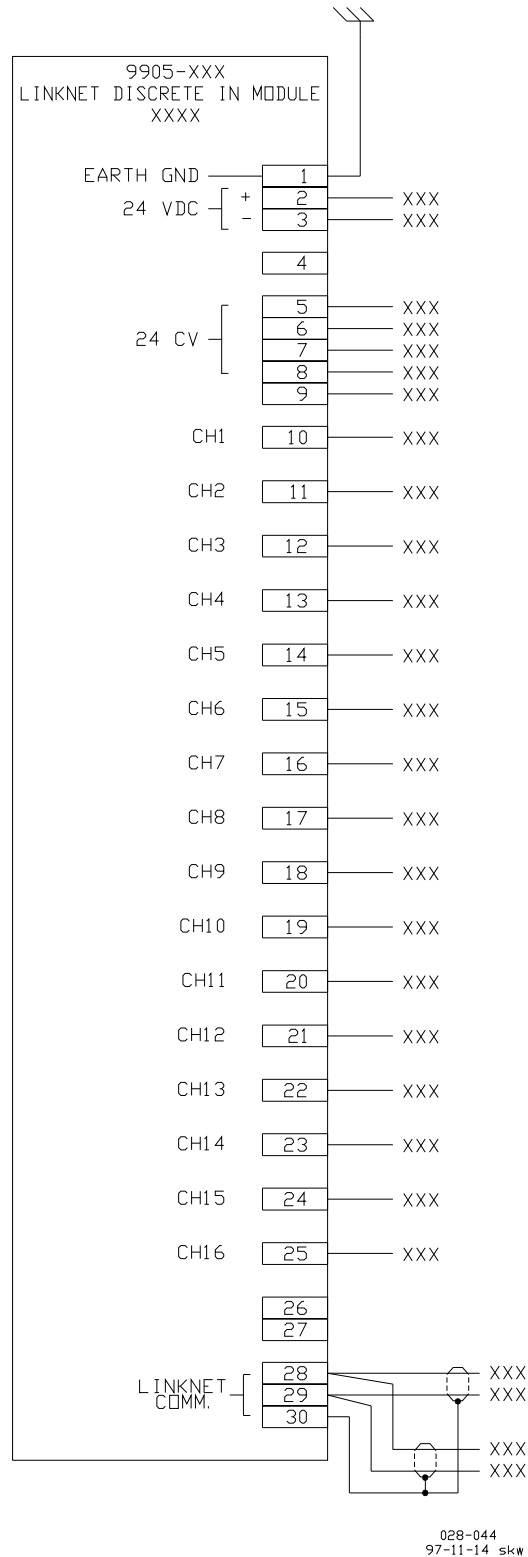 9905-XXX
LINKNET DISCRETE IN MODULE
XXXX
EARTH GND 1
24 VDC + 2 XXX
- 3 XXX
4
24 CV
5 XXX
6 XXX
7 XXX
8 XXX
9 XXX
CH1 10 XXX
CH2 11 XXX
CH3 12 XXX
CH4 13 XXX
CH5 14 XXX
CH6 15 XXX
CH7 16 XXX
CH8 17 XXX
CH9 18 XXX
CH10 19 XXX
CH11 20 XXX
CH12 21 XXX
CH13 22 XXX
CH14 23 XXX
CH15 24 XXX
CH16 25 XXX
26
27
LINKNET
COMM.
28 XXX
29 XXX
30
XXX
XXX
028-044
97-11-14 skw